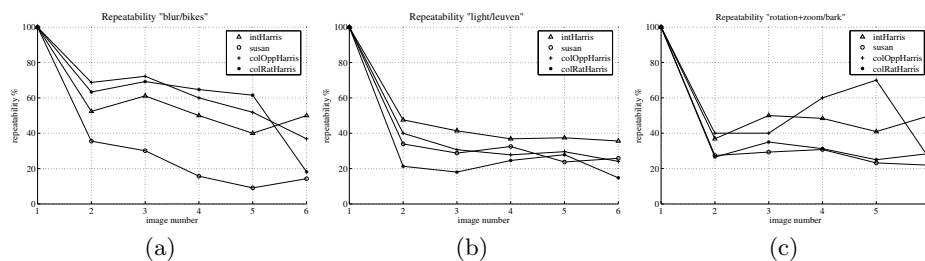 Repeatability "blur/bikes"
100
80
60
40
20
0
repeatability %
1 2 3 4 5 6
image number
intHarris
susan
colOppHarris
colRatHarris
(a)
Repeatability "light/leuven"
100
80
60
40
20
0
repeatability %
1 2 3 4 5 6
image number
intHarris
susan
colOppHarris
colRatHarris
(b)
Repeatability "rotation+zoom/bark"
100
80
60
40
20
0
repeatability %
1 2 3 4 5
image number
intHarris
susan
colOppHarris
colRatHarris
(c)